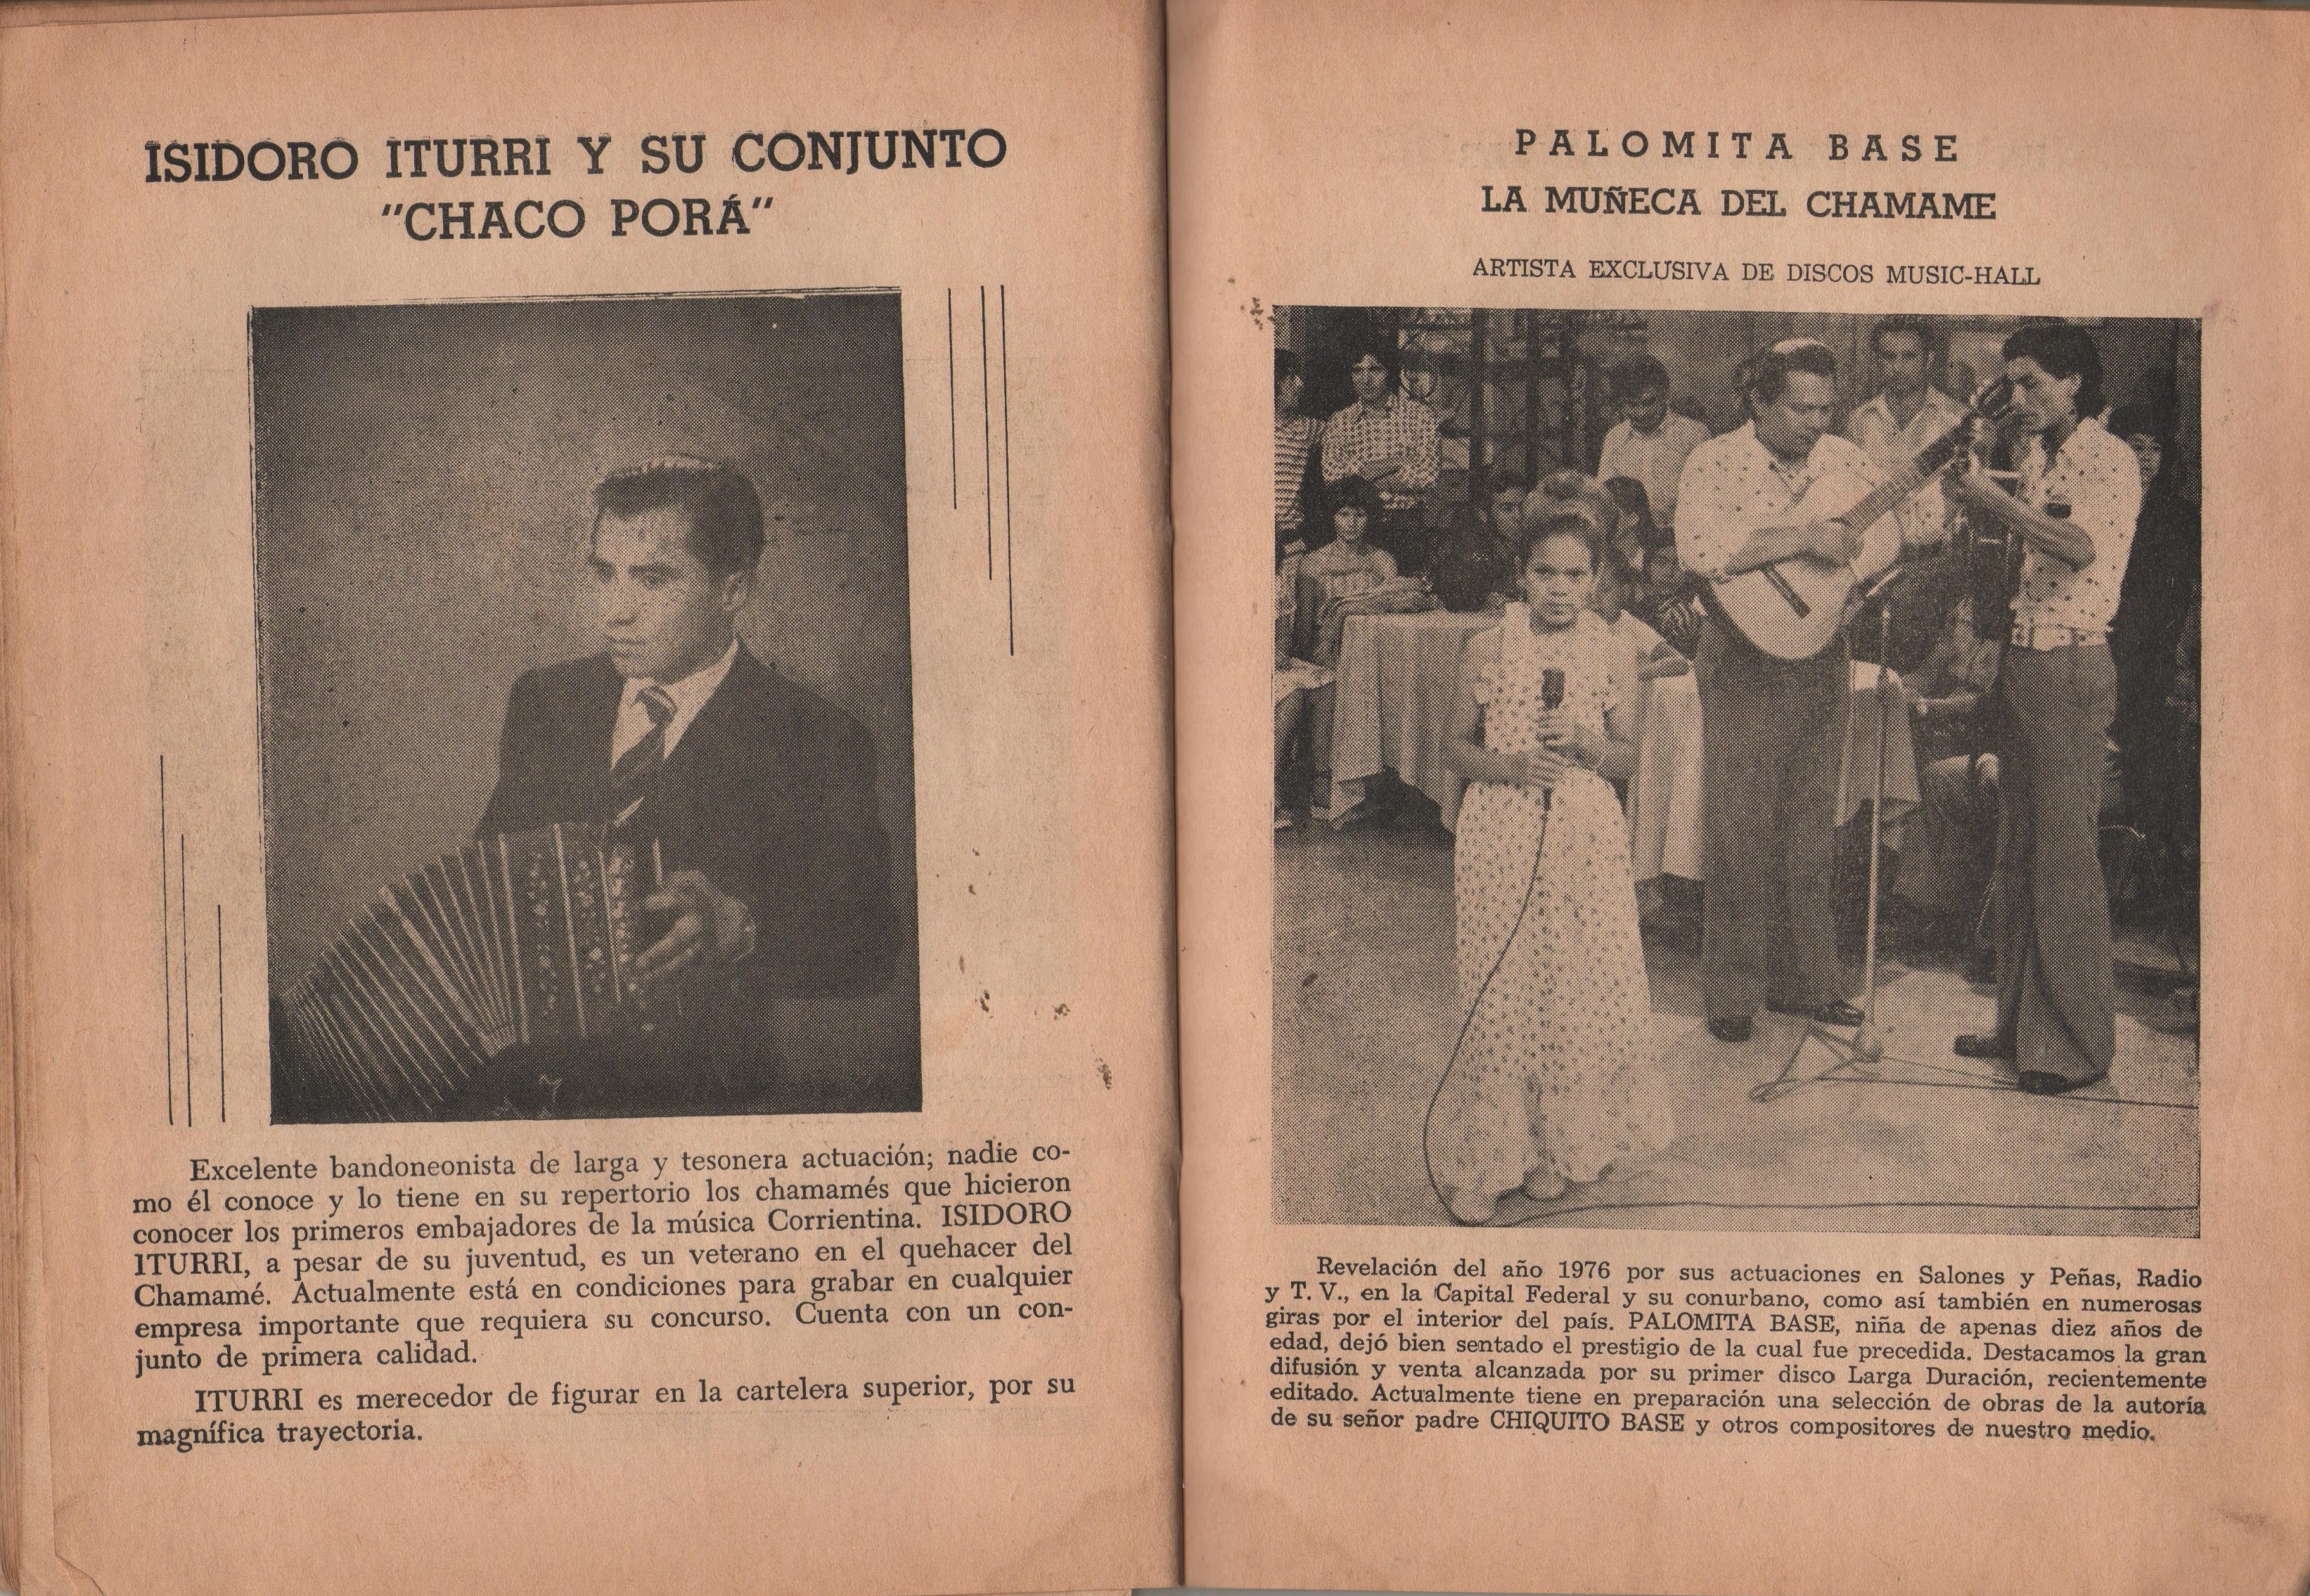 ISIDORO ITURRI Y SU CONJUNTO
"CHACO PORÁ"
Excelente bandoneonista de larga y tesonera actuación; nadie co-
mo él conoce y lo tiene en su repertorio los chamamés que hicieron
conocer los primeros embajadores de la música Correntina. ISIDORO
ITURRI, a pesar de su juventud, es un veterano en el quehacer del
Chamamé. Actualmente está en condiciones para grabar en cualquier
empresa importante que requiera su concurso. Cuenta con un con-
junto de primera calidad.
ITURRI es merecedor de figurar en la cartelera superior, por su
magnífica trayectoria.
PALOMITA BASE
LA MUÑECA DEL CHAMAME
ARTISTA EXCLUSIVA DE DISCOS MUSIC-HALL
Revelación del año 1976 por sus actuaciones en Salones y Peñas, Radio
y T. V., en la Capital Federal y su conurbano, como así también en numerosas
giras por el interior del país. PALOMITA BASE, niña de apenas diez años de
edad, dejó bien sentado el prestigio de la cual fue precedida. Destacamos la gran
difusión y venta alcanzada por su primer disco Larga Duración, recientemente
editado. Actualmente tiene en preparación una selección de obras de la autoría
de su señor padre CHIQUITO BASE y otros compositores de nuestro medio.